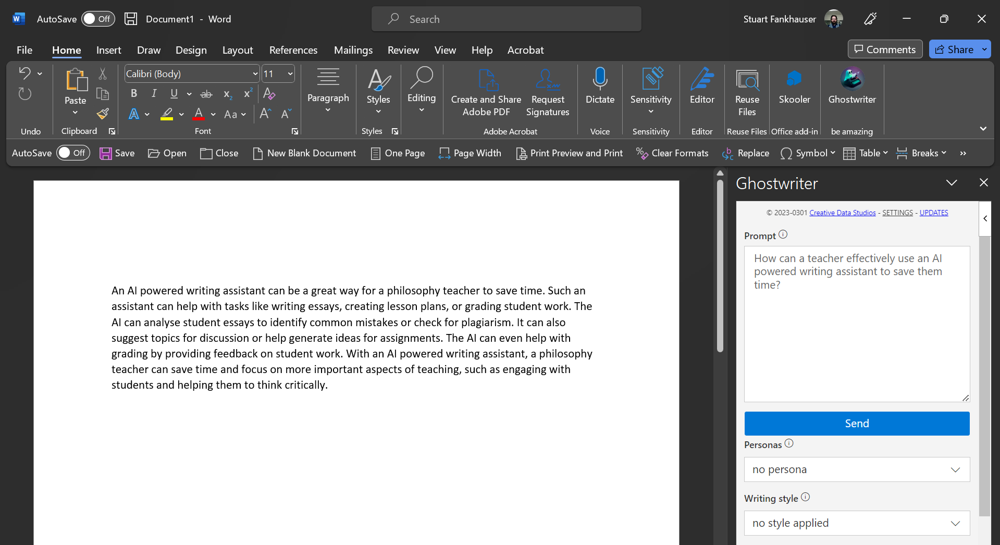 AutoSave Off Document1 - Word
Search
Stuart Fankhauser
File Home Insert Draw Design Layout References Mailings Review View Help Acrobat
Comments Share
Paste
Calibri (Body) 11
B I U ab x2 x2 A
A A Aa A A
Paragraph
Styles
Editing
Create and Share
Adobe PDF
Request
Signatures
Dictate
Sensitivity
Editor
Reuse
Files
Skooler
Ghostwriter
Undo Clipboard Font Styles Adobe Acrobat Voice Sensitivity Editor Reuse Files Office add-in be amazing
AutoSave Off Save Open Close New Blank Document One Page Page Width Print Preview and Print Clear Formats Replace Symbol Table Breaks »
An AI powered writing assistant can be a great way for a philosophy teacher to save time. Such an
assistant can help with tasks like writing essays, creating lesson plans, or grading student work. The
AI can analyse student essays to identify common mistakes or check for plagiarism. It can also
suggest topics for discussion or help generate ideas for assignments. The AI can even help with
grading by providing feedback on student work. With an AI powered writing assistant, a philosophy
teacher can save time and focus on more important aspects of teaching, such as engaging with
students and helping them to think critically.
Ghostwriter
© 2023-0301 Creative Data Studios - SETTINGS - UPDATES
Prompt
How can a teacher effectively use an AI
powered writing assistant to save them
time?
Send
Personas
no persona
Writing style
no style applied